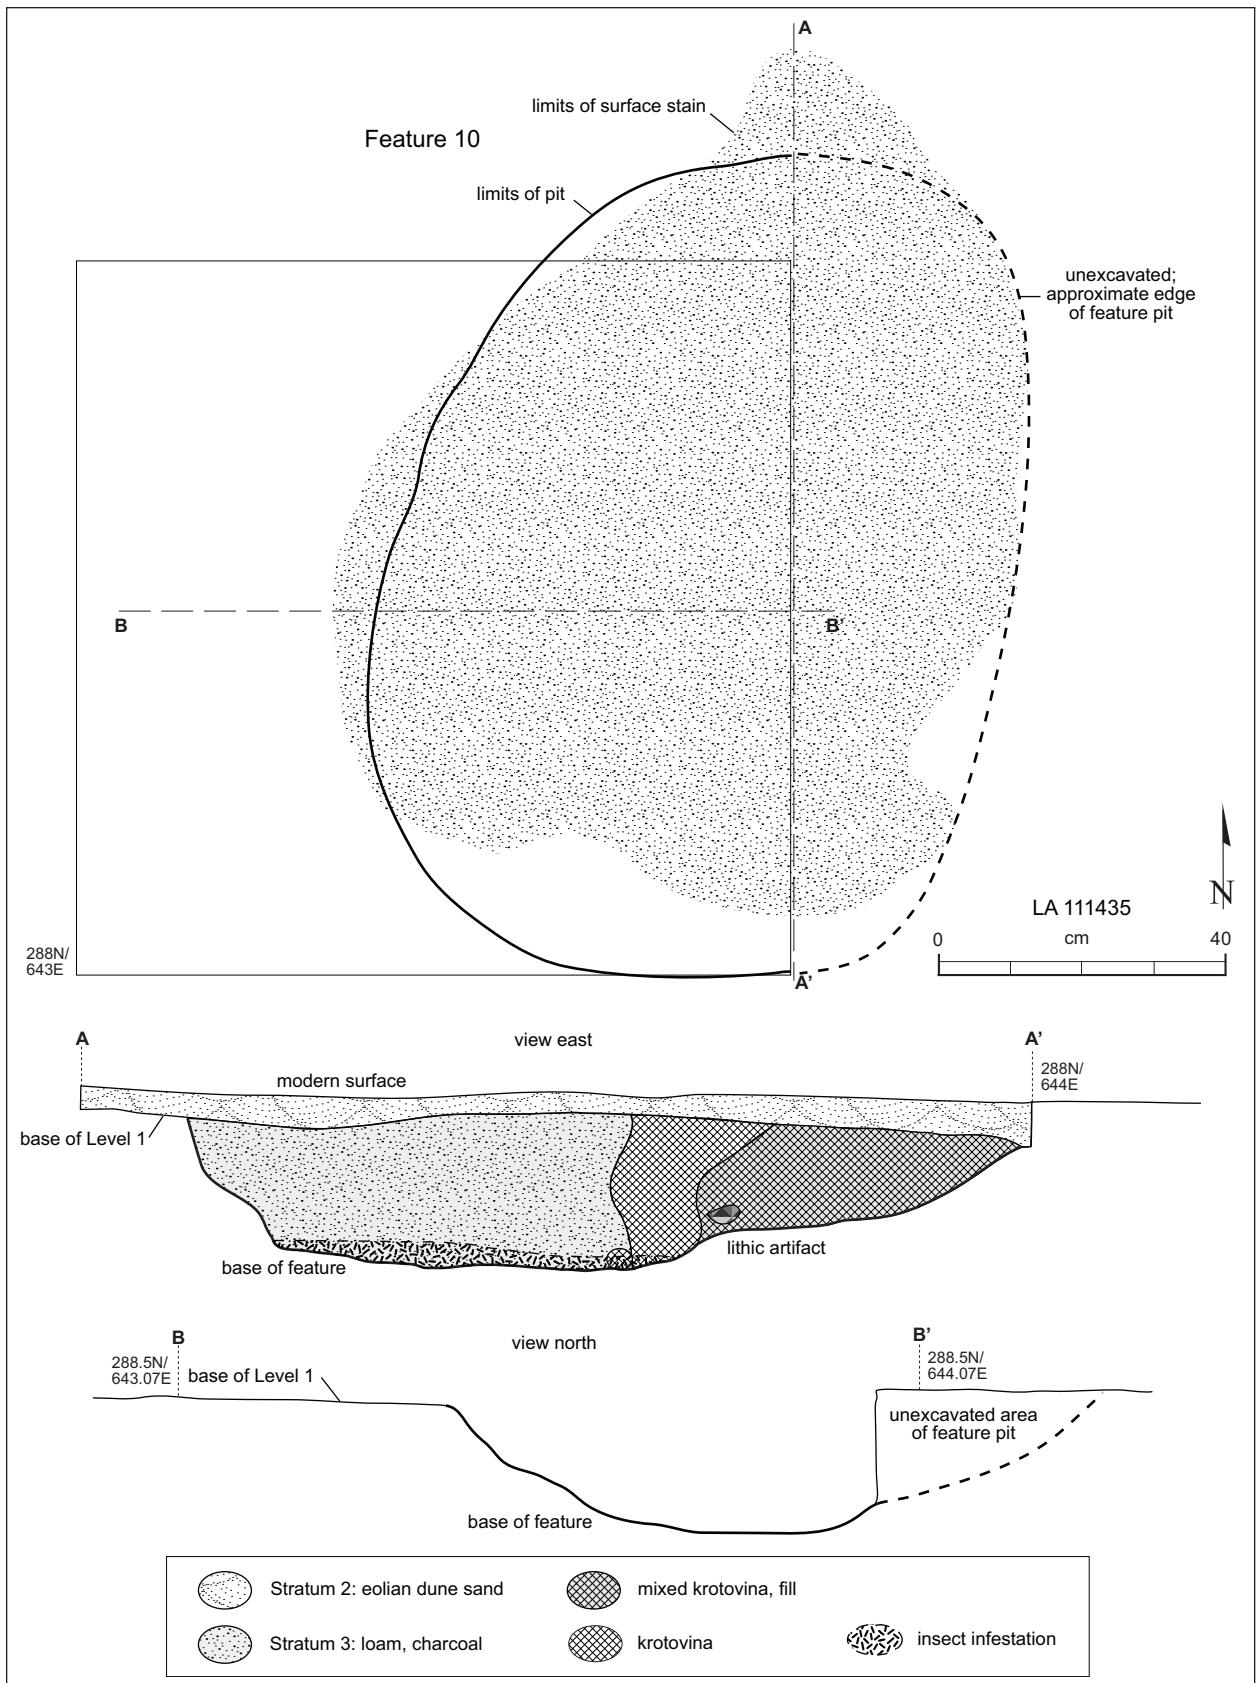 A
limits of surface stain
Feature 10
limits of pit
unexcavated;
approximate edge
of feature pit
B
B'
N
LA 111435
0 cm 40
288N/
643E
A'
A
view east
A'
288N/
644E
modern surface
base of Level 1
lithic artifact
base of feature
B
view north
B'
288.5N/
643.07E
base of Level 1
288.5N/
644.07E
unexcavated area
of feature pit
base of feature
Stratum 2: eolian dune sand
mixed krotovina, fill
Stratum 3: loam, charcoal
krotovina
insect infestation